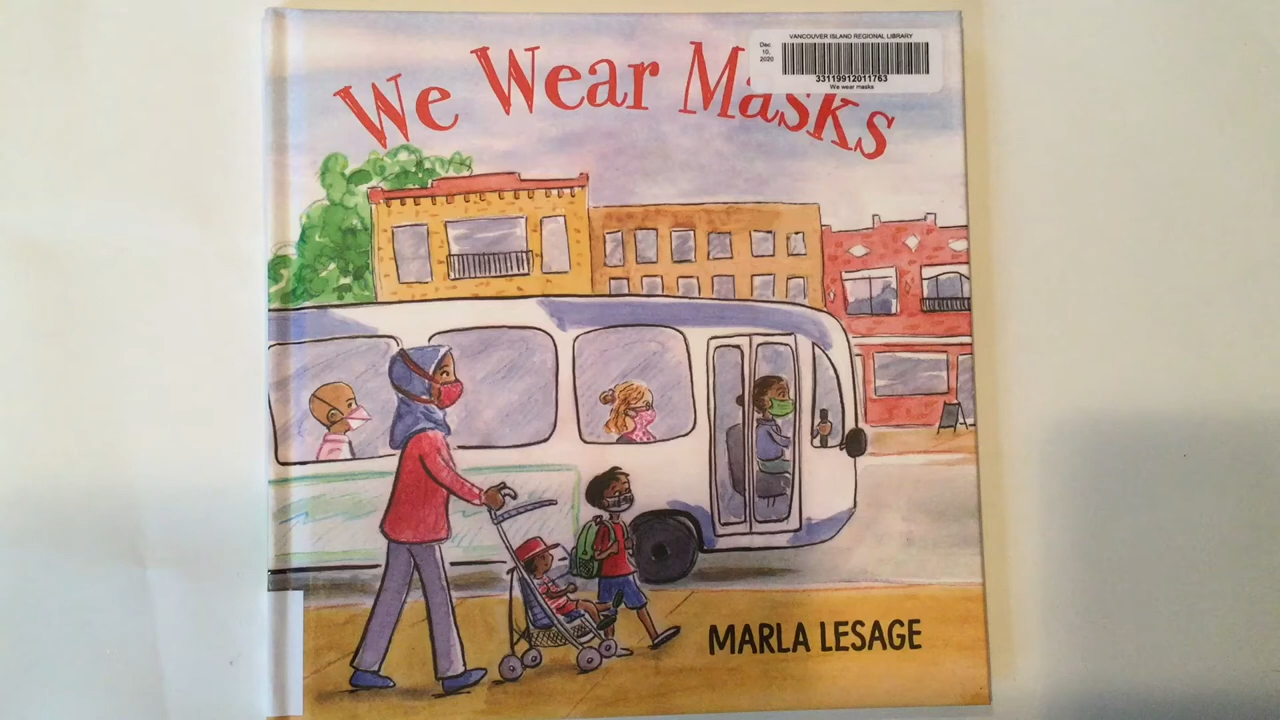 VANCOUVER ISLAND REGIONAL LIBRARY
Dec
10,
2020
33119912011763
We wear masks
We Wear Masks
MARLA LESAGE